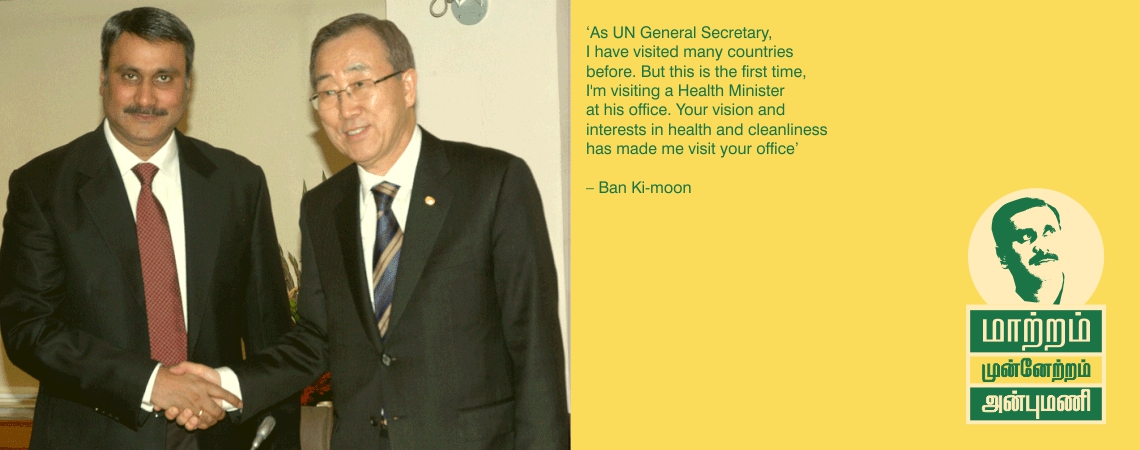 ‘As UN General Secretary,
I have visited many countries
before. But this is the first time,
I'm visiting a Health Minister
at his office. Your vision and
interests in health and cleanliness
has made me visit your office’
– Ban Ki-moon
மாற்றம்
முன்னேற்றம்
அன்புமணி